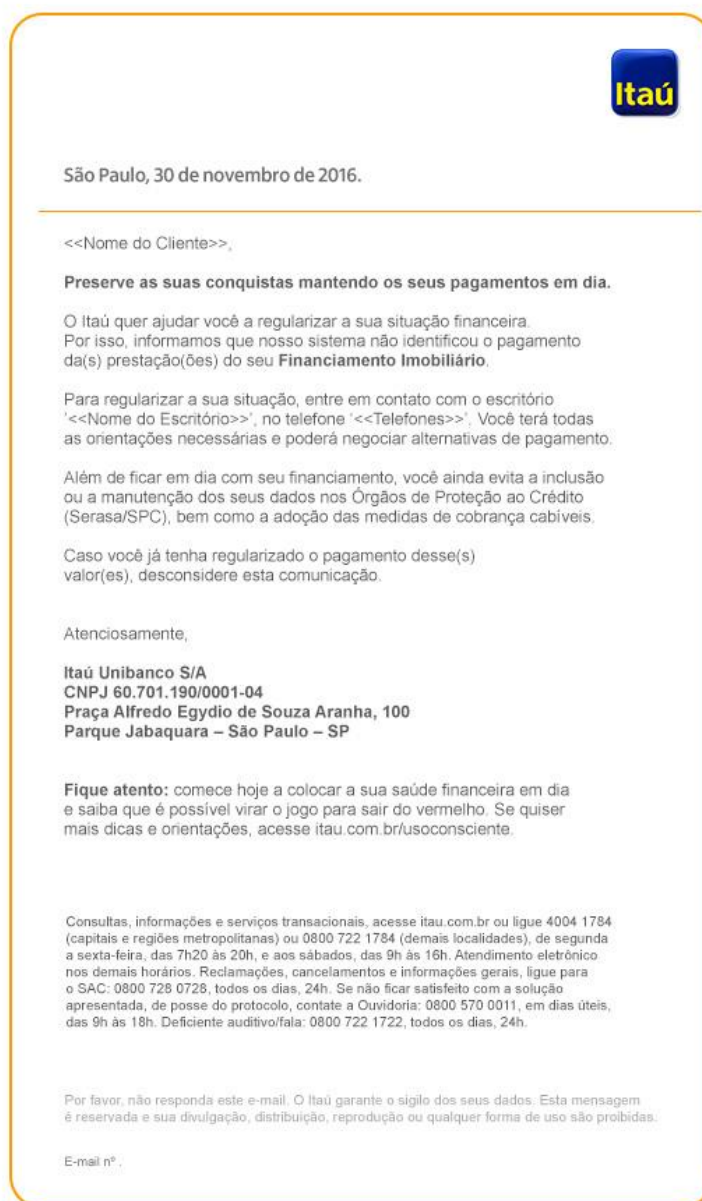 Itaú
São Paulo, 30 de novembro de 2016.
<<Nome do Cliente>>,
Preserve as suas conquistas mantendo os seus pagamentos em dia.
O Itaú quer ajudar você a regularizar a sua situação financeira.
Por isso, informamos que nosso sistema não identificou o pagamento
da(s) prestação(ões) do seu Financiamento Imobiliário.
Para regularizar a sua situação, entre em contato com o escritório
'<<Nome do Escritório>>', no telefone '<<Telefones>>'. Você terá todas
as orientações necessárias e poderá negociar alternativas de pagamento.
Além de ficar em dia com seu financiamento, você ainda evita a inclusão
ou a manutenção dos seus dados nos Órgãos de Proteção ao Crédito
(Serasa/SPC), bem como a adoção das medidas de cobrança cabíveis.
Caso você já tenha regularizado o pagamento desse(s)
valor(es), desconsidere esta comunicação.
Atenciosamente,
Itaú Unibanco S/A
CNPJ 60.701.190/0001-04
Praça Alfredo Egydio de Souza Aranha, 100
Parque Jabaquara – São Paulo – SP
Fique atento: comece hoje a colocar a sua saúde financeira em dia
e saiba que é possível virar o jogo para sair do vermelho. Se quiser
mais dicas e orientações, acesse itau.com.br/usoconsciente.
Consultas, informações e serviços transacionais, acesse itau.com.br ou ligue 4004 1784
(capitais e regiões metropolitanas) ou 0800 722 1784 (demais localidades), de segunda
a sexta-feira, das 7h20 às 20h, e aos sábados, das 9h às 16h. Atendimento eletrônico
nos demais horários. Reclamações, cancelamentos e informações gerais, ligue para
o SAC: 0800 728 0728, todos os dias, 24h. Se não ficar satisfeito com a solução
apresentada, de posse do protocolo, contate a Ouvidoria: 0800 570 0011, em dias úteis,
das 9h às 18h. Deficiente auditivo/fala: 0800 722 1722, todos os dias, 24h.
Por favor, não responda este e-mail. O Itaú garante o sigilo dos seus dados. Esta mensagem
é reservada e sua divulgação, distribuição, reprodução ou qualquer forma de uso são proibidas.
E-mail nº .